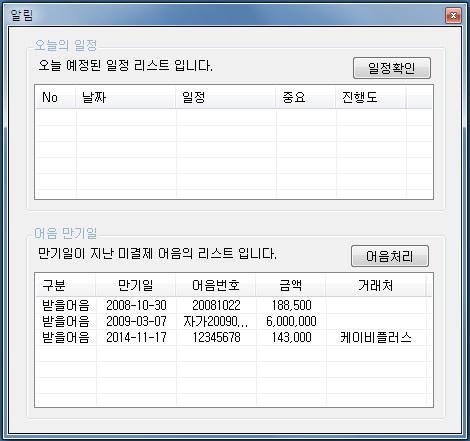 알림
오늘의 일정
오늘 예정된 일정 리스트 입니다.
일정확인
No 날짜 일정 중요 진행도
어음 만기일
만기일이 지난 미결제 어음의 리스트 입니다.
어음처리
구분 만기일 어음번호 금액 거래처
받을어음 2008-10-30 20081022 188,500
받을어음 2009-03-07 자가20090... 6,000,000
받을어음 2014-11-17 12345678 143,000 케이비플러스